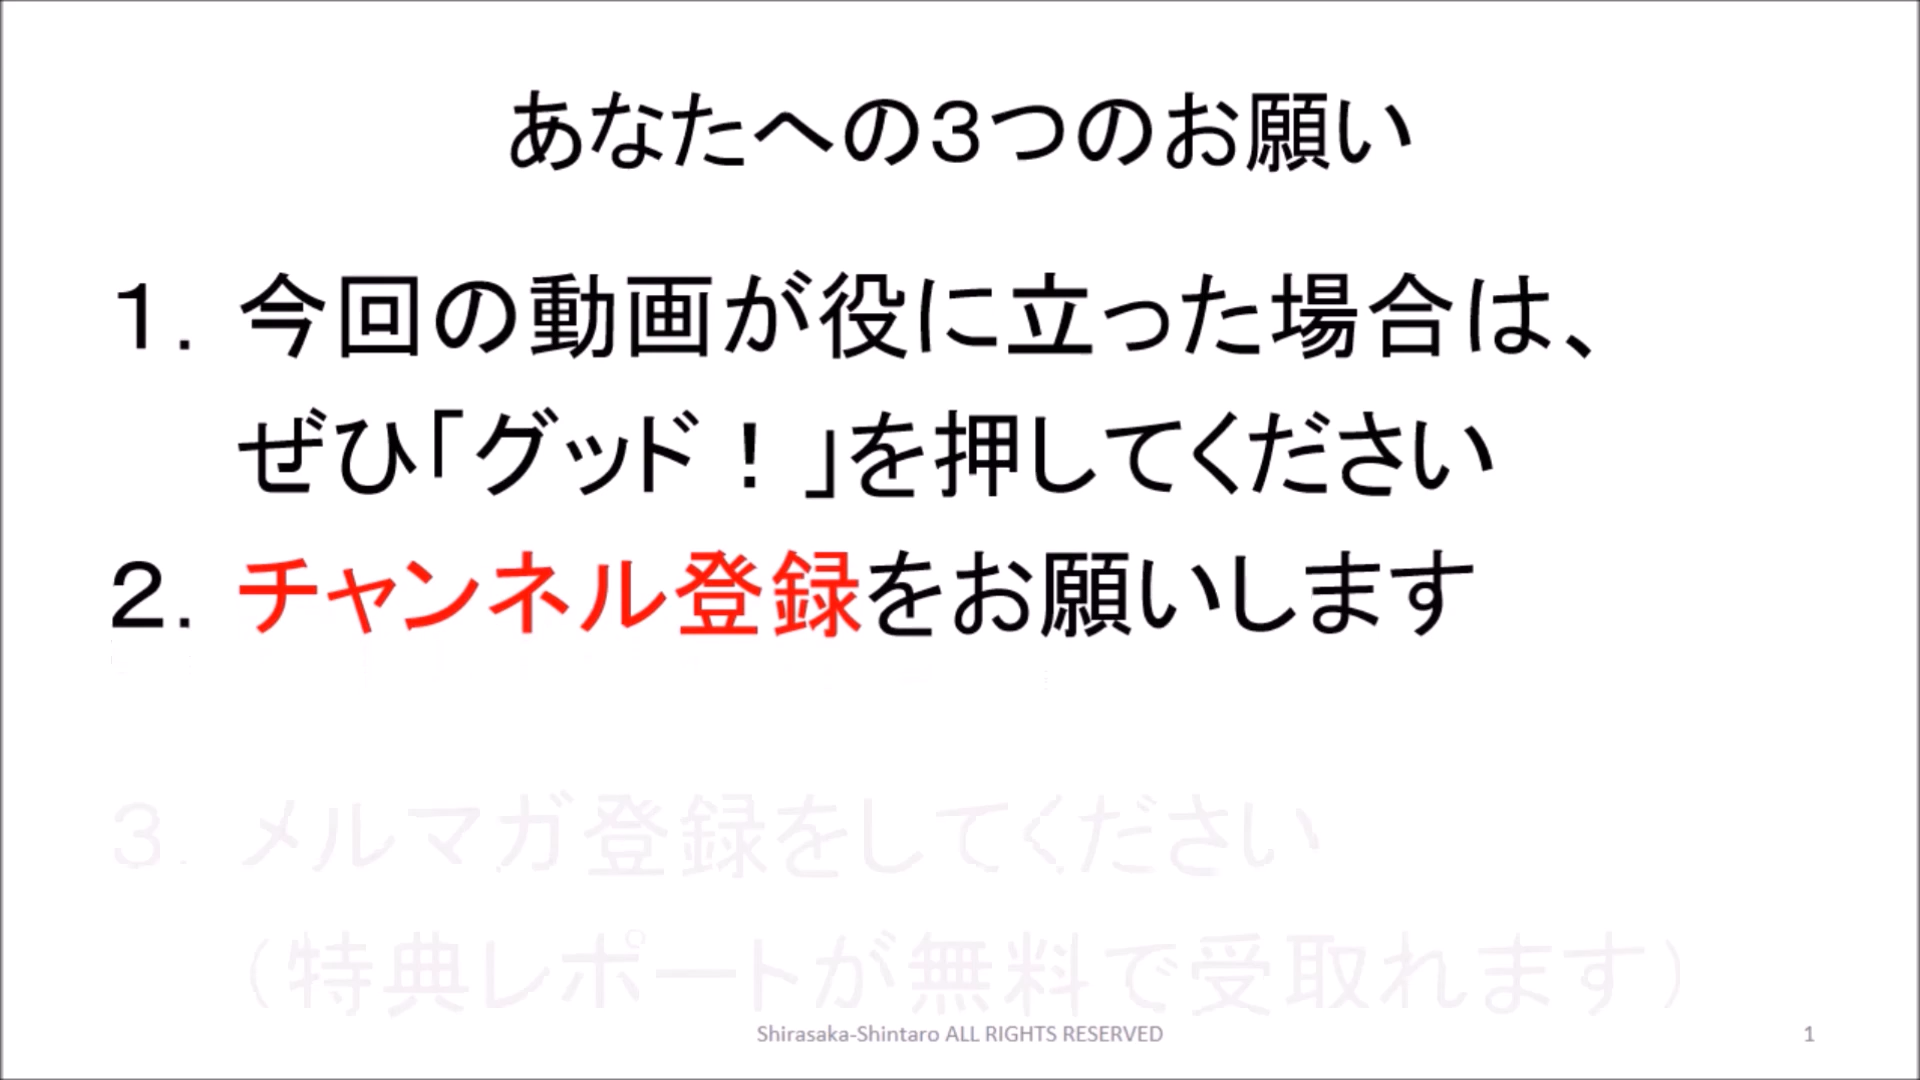 あなたへの３つのお願い
１．今回の動画が役に立った場合は、
ぜひ「グッド！」を押してください
２．チャンネル登録をお願いします
３．メルマガ登録をしてください
（特典レポートが無料で受取れます）
Shirasaka-Shintaro ALL RIGHTS RESERVED
1